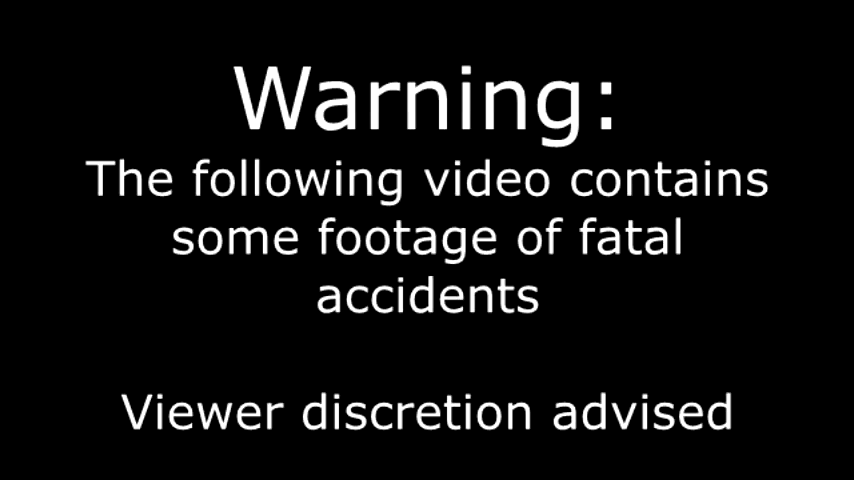 Warning:
The following video contains
some footage of fatal
accidents
Viewer discretion advised